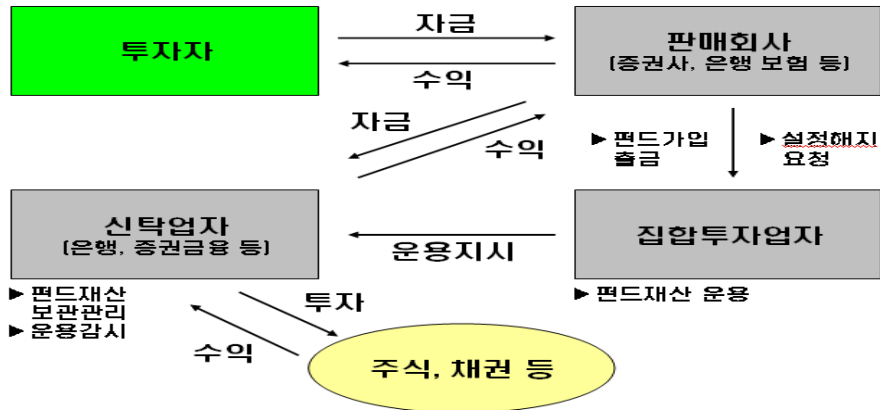 투자자
자금
수익
판매회사
(증권사, 은행 보험 등)
자금
수익
▶ 펀드가입
출금
▶ 설정해지
요청
신탁업자
(은행, 증권금융 등)
운용지시
집합투자업자
▶ 펀드재산
보관관리
▶ 운용감시
▶ 펀드재산 운용
투자
수익
주식, 채권 등